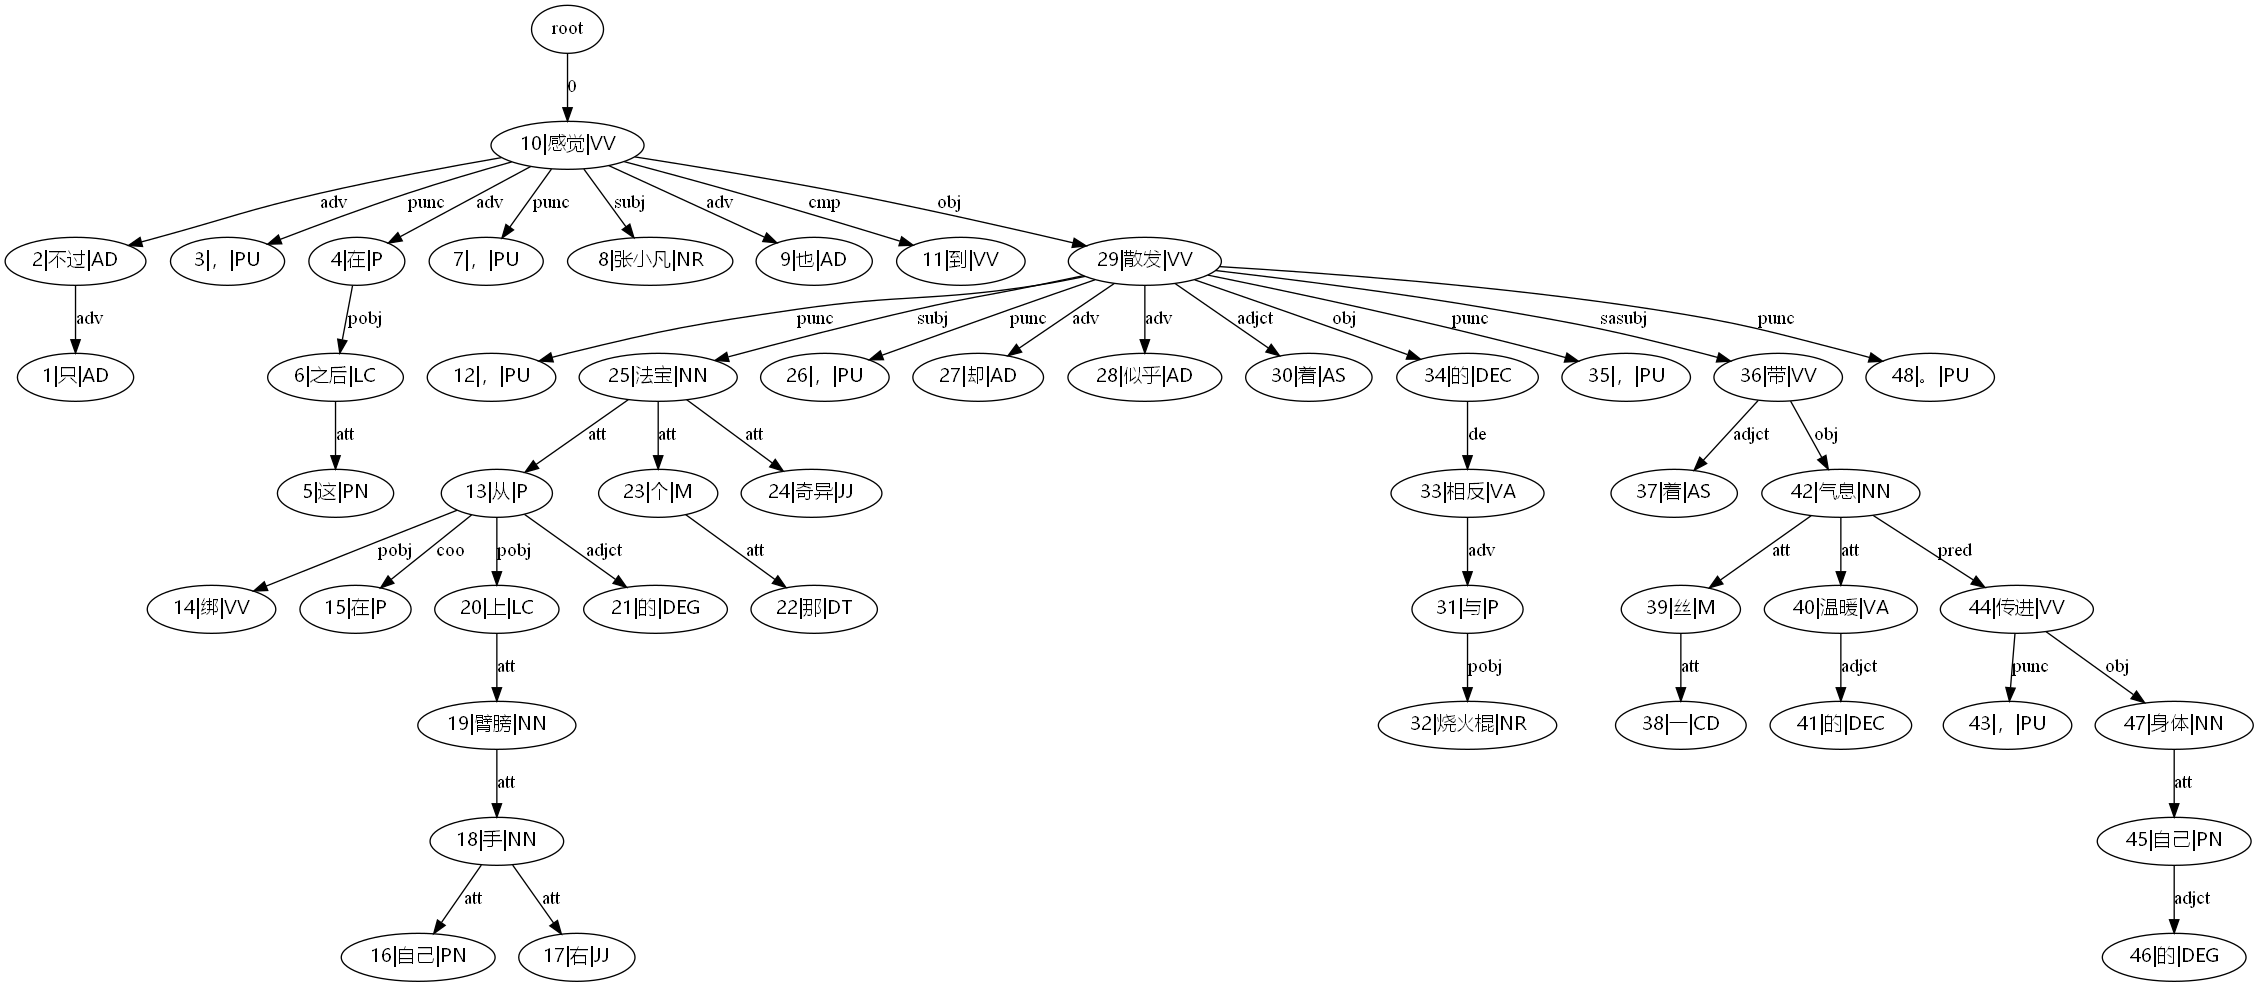 root
0
10|感觉|VV
adv punc adv punc subj adv cmp obj
2|不过|AD 3|，|PU 4|在|P 7|，|PU 8|张小凡|NR 9|也|AD 11|到|VV 29|散发|VV
adv pobj punc subj punc adv adv adjct obj punc sasubj punc
1|只|AD 6|之后|LC 12|，|PU 25|法宝|NN 26|，|PU 27|却|AD 28|似乎|AD 30|着|AS 34|的|DEC 35|，|PU 36|带|VV 48|。|PU
att att att att de adjct obj
5|这|PN 13|从|P 23|个|M 24|奇异|JJ 33|相反|VA 37|着|AS 42|气息|NN
pobj coo pobj adjct att adv att att pred
14|绑|VV 15|在|P 20|上|LC 21|的|DEG 22|那|DT 31|与|P 39|丝|M 40|温暖|VA 44|传进|VV
att pobj att adjct punc obj
19|臂膀|NN 32|烧火棍|NR 38|一|CD 41|的|DEC 43|，|PU 47|身体|NN
att att
18|手|NN 45|自己|PN
att att adjct
16|自己|PN 17|右|JJ 46|的|DEG